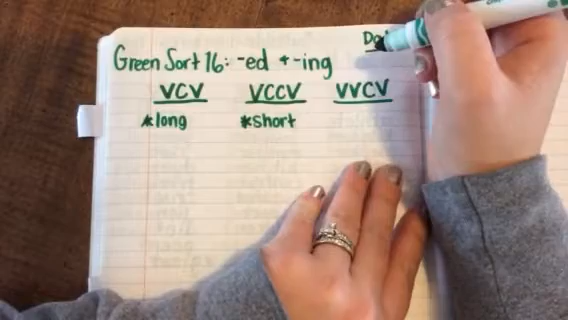 Green Sort 16: -ed + -ing
VCV VCCV VVCV
*long *short